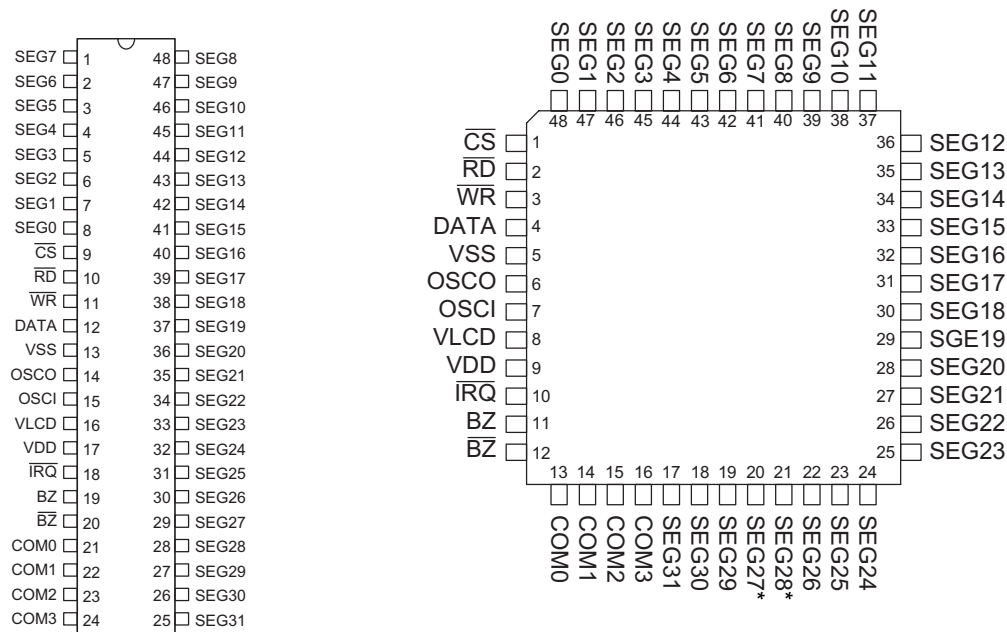 SEG7 1 48 SEG8
SEG6 2 47 SEG9
SEG5 3 46 SEG10
SEG4 4 45 SEG11
SEG3 5 44 SEG12
SEG2 6 43 SEG13
SEG1 7 42 SEG14
SEG0 8 41 SEG15
CS 9 40 SEG16
RD 10 39 SEG17
WR 11 38 SEG18
DATA 12 37 SEG19
VSS 13 36 SEG20
OSCO 14 35 SEG21
OSCI 15 34 SEG22
VLCD 16 33 SEG23
VDD 17 32 SEG24
IRQ 18 31 SEG25
BZ 19 30 SEG26
BZ 20 29 SEG27
COM0 21 28 SEG28
COM1 22 27 SEG29
COM2 23 26 SEG30
COM3 24 25 SEG31
SEG0 SEG1 SEG2 SEG3 SEG4 SEG5 SEG6 SEG7 SEG8 SEG9 SEG10 SEG11
48 47 46 45 44 43 42 41 40 39 38 37
CS 1 36 SEG12
RD 2 35 SEG13
WR 3 34 SEG14
DATA 4 33 SEG15
VSS 5 32 SEG16
OSCO 6 31 SEG17
OSCI 7 30 SEG18
VLCD 8 29 SGE19
VDD 9 28 SEG20
IRQ 10 27 SEG21
BZ 11 26 SEG22
BZ 12 25 SEG23
13 14 15 16 17 18 19 20 21 22 23 24
COM0 COM1 COM2 COM3 SEG31 SEG30 SEG29 SEG27* SEG28* SEG26 SEG25 SEG24